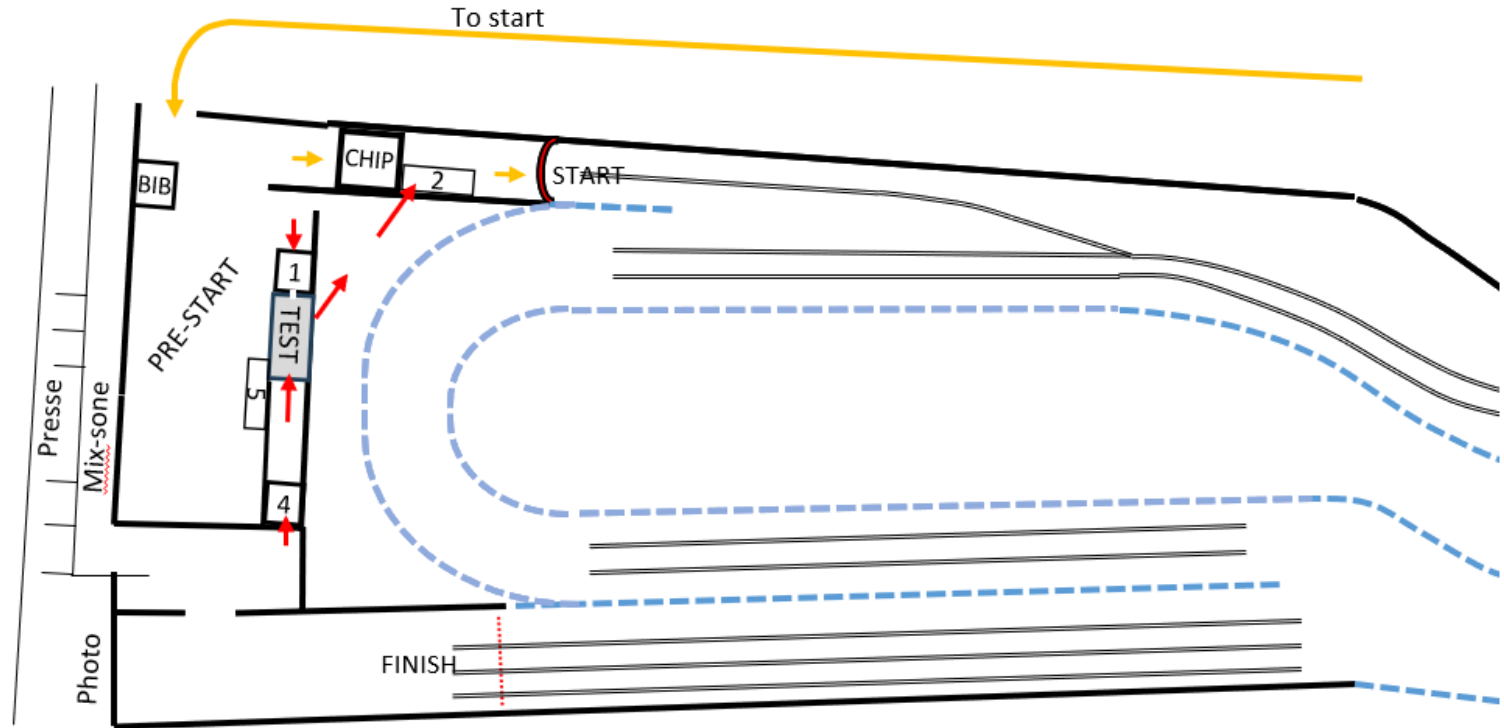 To start
CHIP
2
START
BIB
1
PRE-START
TEST
5
Presse
Mix-sone
4
FINISH
Photo